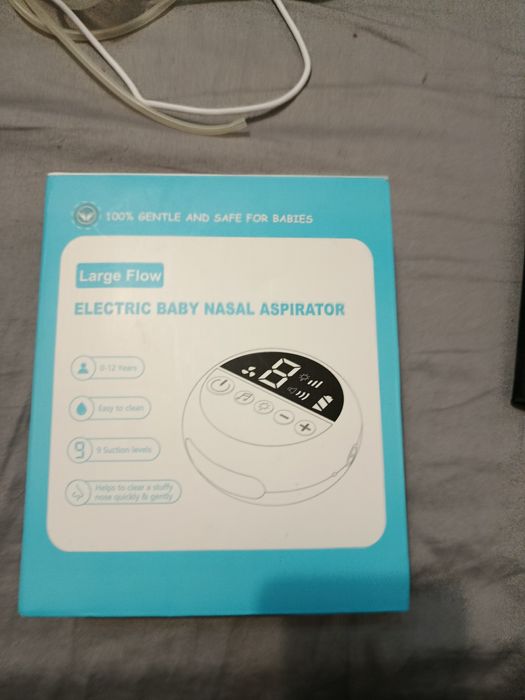 100% GENTLE AND SAFE FOR BABIES
Large Flow
ELECTRIC BABY NASAL ASPIRATOR
0-12 Years
Easy to clean
9
9 Suction levels
Helps to clear a stuffy
nose quickly & gently
8